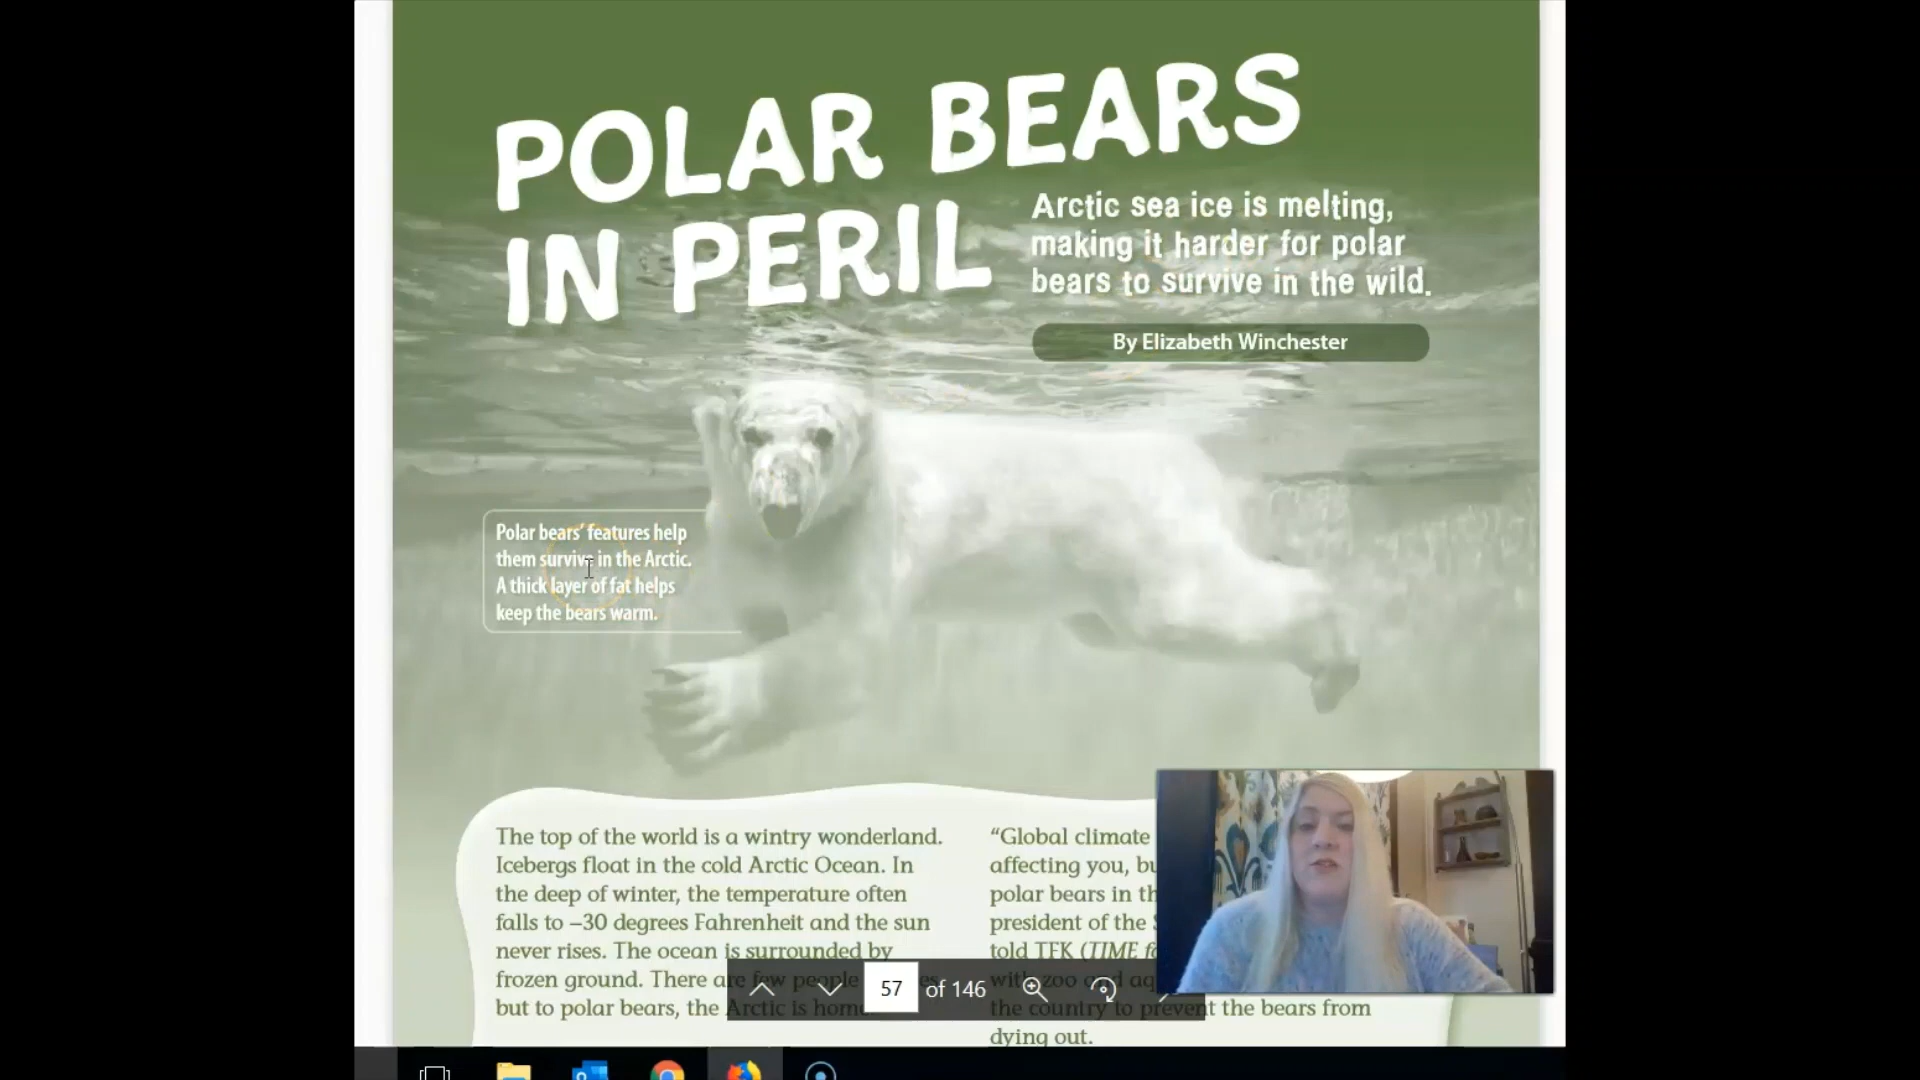 POLAR BEARS
IN PERIL
Arctic sea ice is melting,
making it harder for polar
bears to survive in the wild.
By Elizabeth Winchester
Polar bears’ features help
them survive in the Arctic.
A thick layer of fat helps
keep the bears warm.
The top of the world is a wintry wonderland.
Icebergs float in the cold Arctic Ocean. In
the deep of winter, the temperature often
falls to –30 degrees Fahrenheit and the sun
never rises. The ocean is surrounded by
frozen ground. There are few people
but to polar bears, the Arctic is home
“Global climate
affecting you, bu
polar bears in th
president of the
told TFK (TIME fo
with zoo and aq
the country to prevent the bears from
dying out.
57 of 146